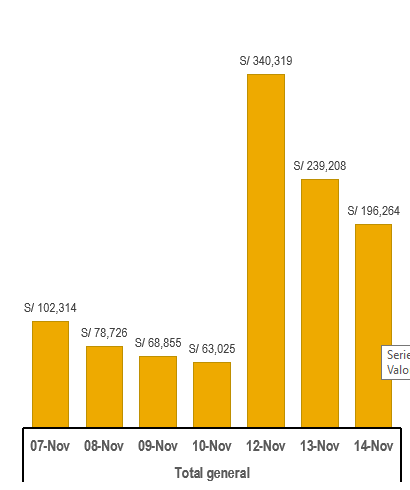 S/ 340,319
S/ 239,208
S/ 196,264
S/ 102,314
S/ 78,726
S/ 68,855
S/ 63,025
Serie
Valo
07-Nov 08-Nov 09-Nov 10-Nov 12-Nov 13-Nov 14-Nov
Total general